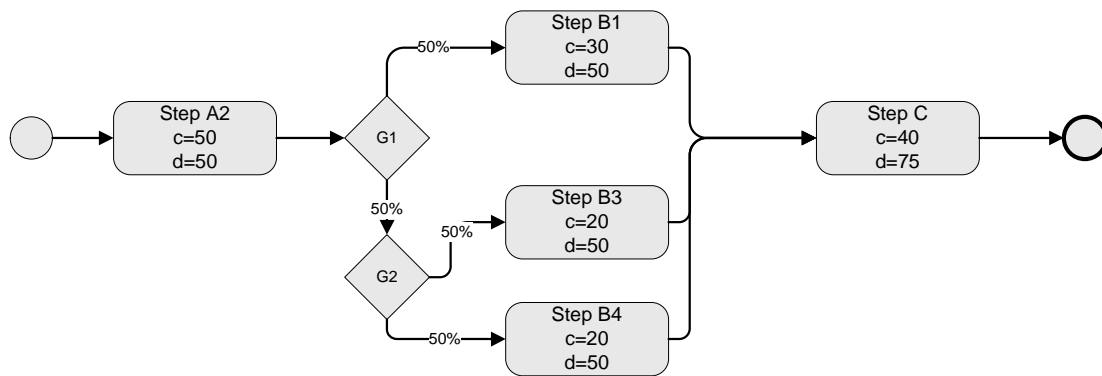 Step A2
c=50
d=50
G1
50%
Step B1
c=30
d=50
50%
G2
50%
Step B3
c=20
d=50
50%
Step B4
c=20
d=50
Step C
c=40
d=75